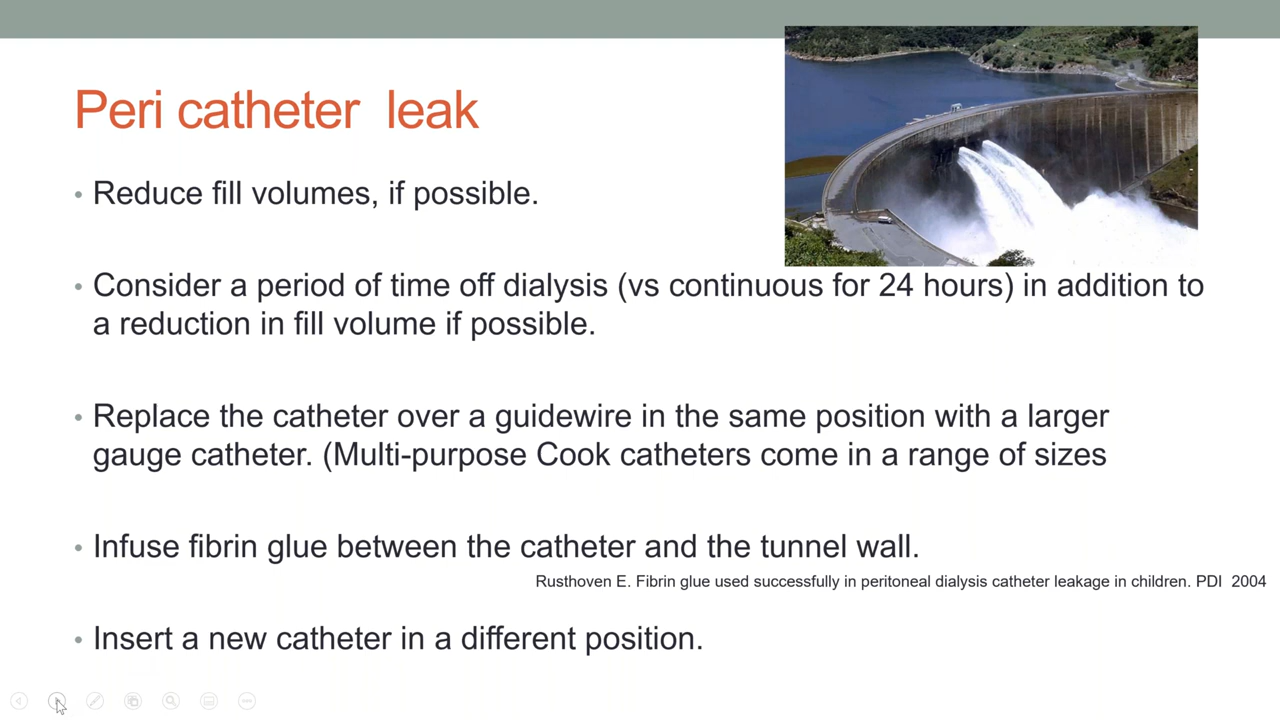 Peri catheter leak
• Reduce fill volumes, if possible.
• Consider a period of time off dialysis (vs continuous for 24 hours) in addition to
a reduction in fill volume if possible.
• Replace the catheter over a guidewire in the same position with a larger
gauge catheter. (Multi-purpose Cook catheters come in a range of sizes
• Infuse fibrin glue between the catheter and the tunnel wall.
Rusthoven E. Fibrin glue used successfully in peritoneal dialysis catheter leakage in children. PDI 2004
• Insert a new catheter in a different position.